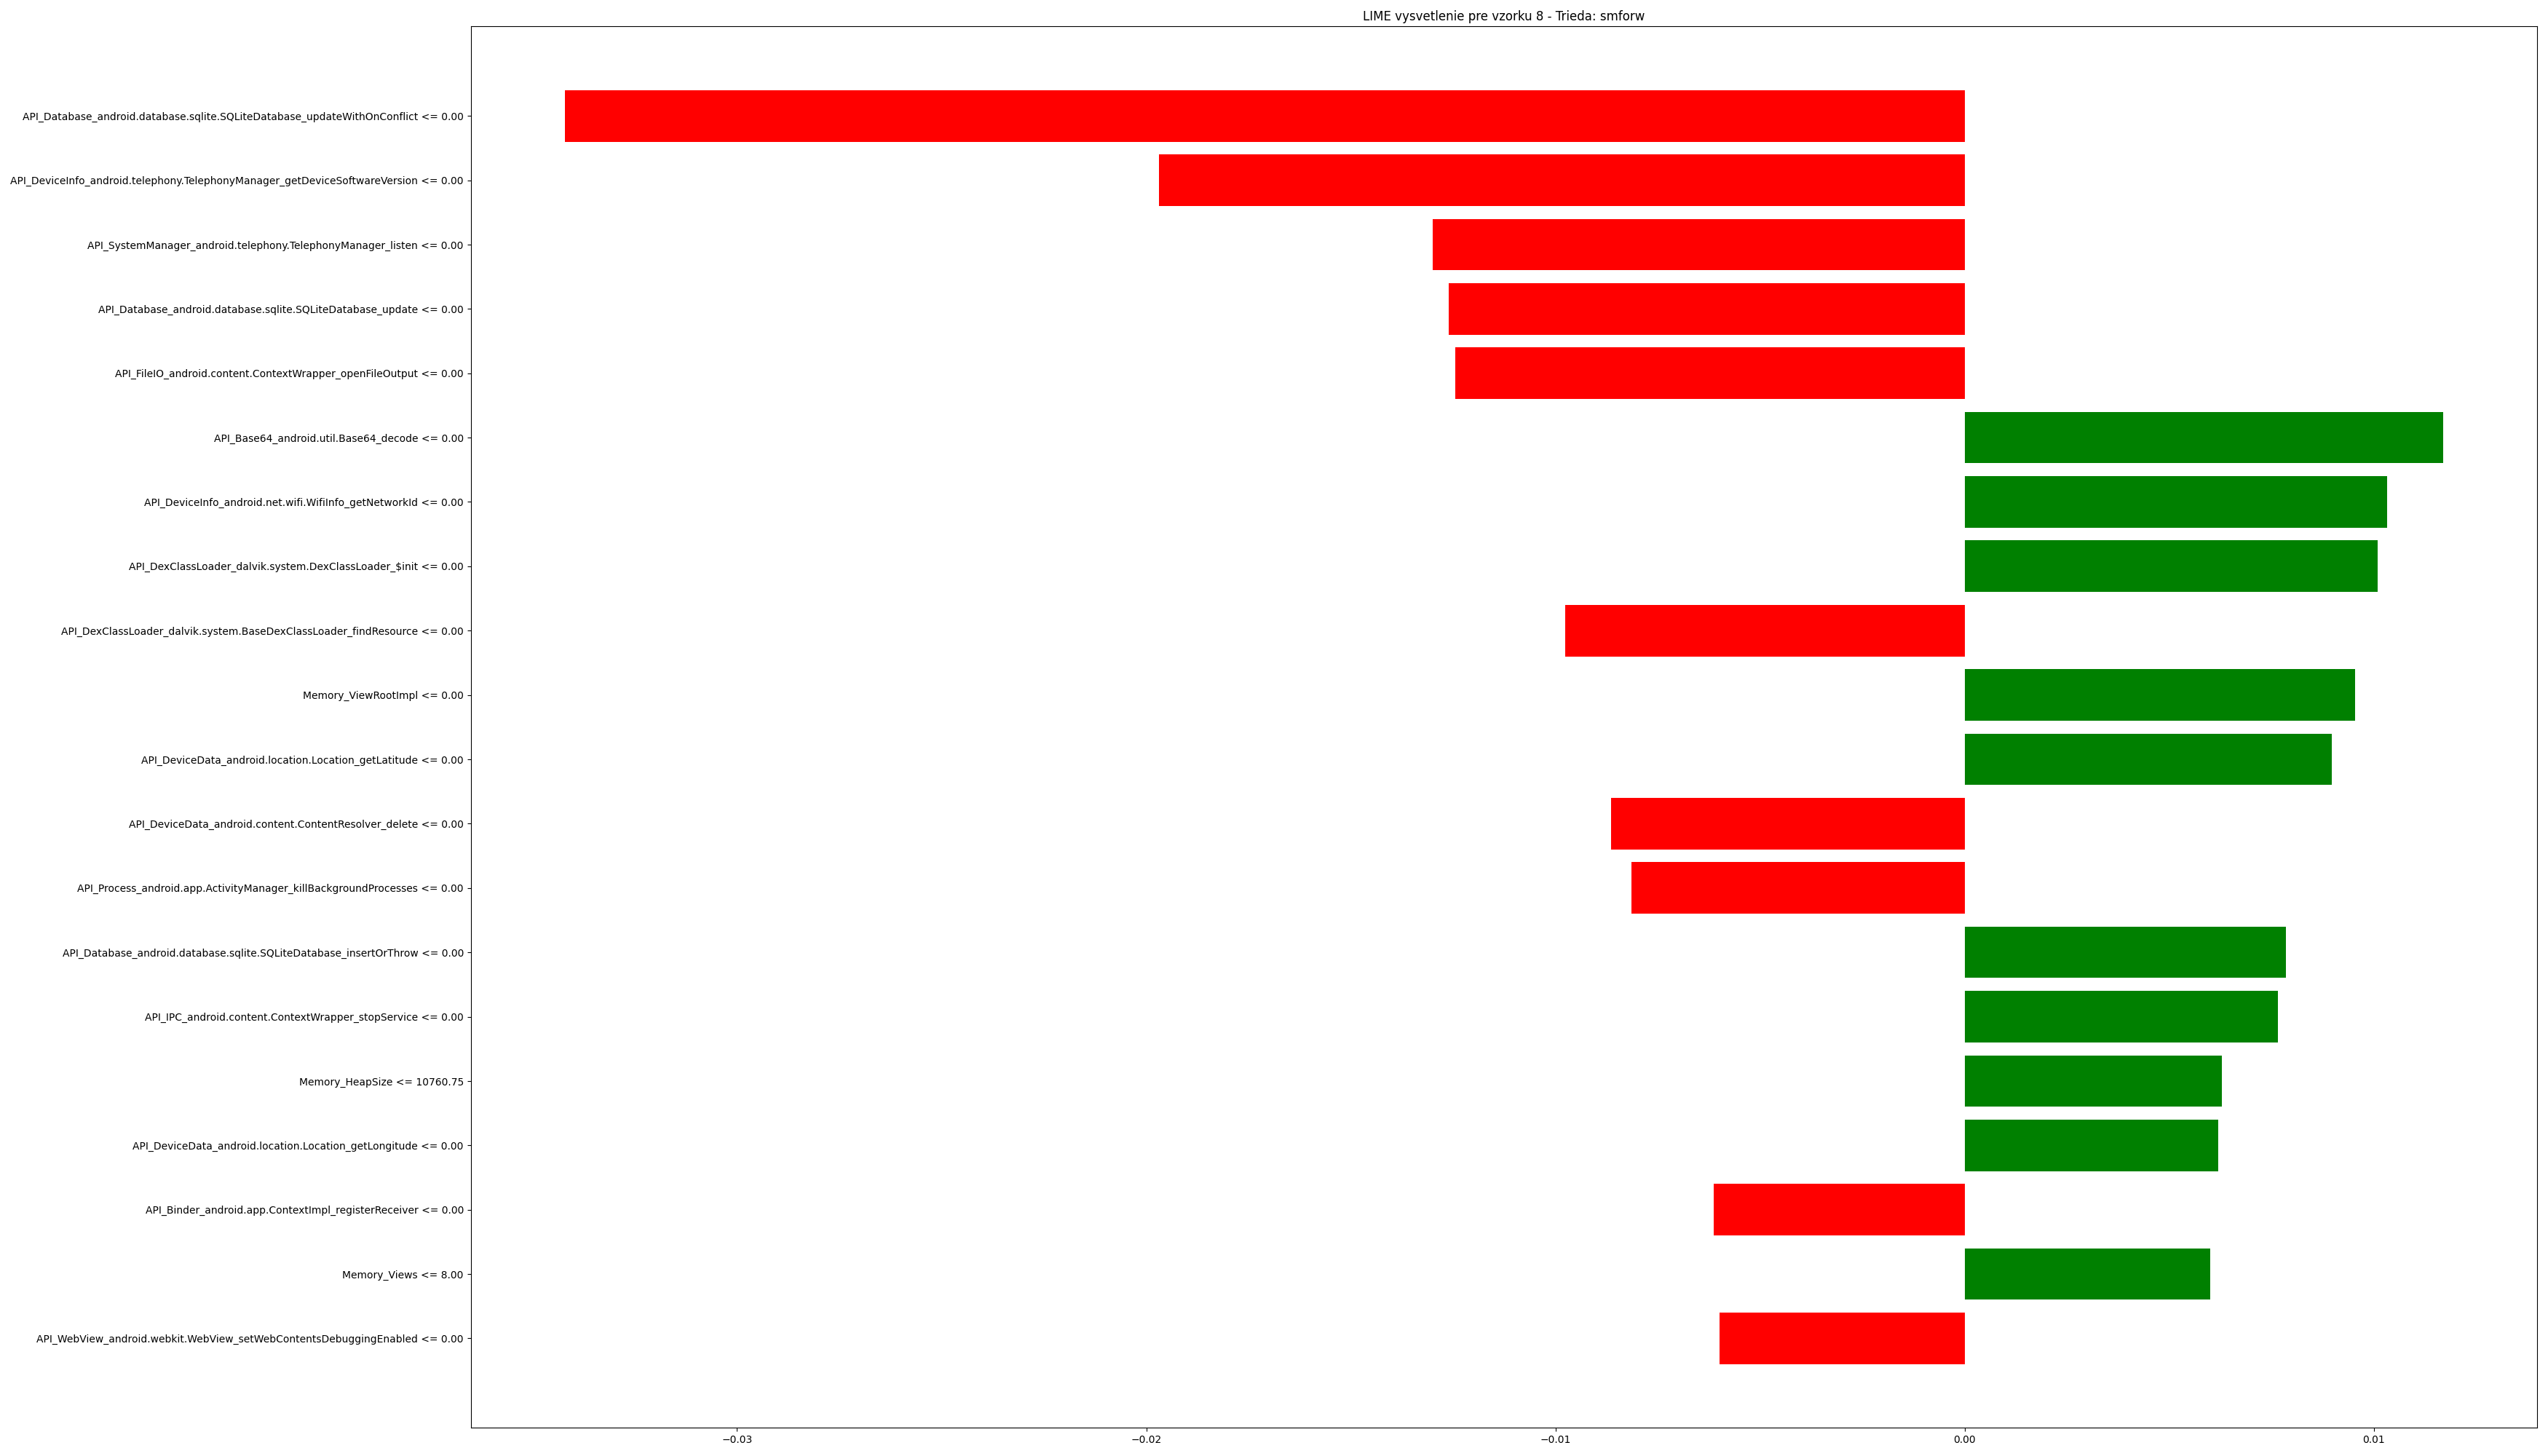 LIME vysvetlenie pre vzorku 8 - Trieda: smforw
API_Database_android.database.sqlite.SQLiteDatabase_updateWithOnConflict <= 0.00
API_DeviceInfo_android.telephony.TelephonyManager_getDeviceSoftwareVersion <= 0.00
API_SystemManager_android.telephony.TelephonyManager_listen <= 0.00
API_Database_android.database.sqlite.SQLiteDatabase_update <= 0.00
API_FileIO_android.content.ContextWrapper_openFileOutput <= 0.00
API_Base64_android.util.Base64_decode <= 0.00
API_DeviceInfo_android.net.wifi.WifiInfo_getNetworkId <= 0.00
API_DexClassLoader_dalvik.system.DexClassLoader_$init <= 0.00
API_DexClassLoader_dalvik.system.BaseDexClassLoader_findResource <= 0.00
Memory_ViewRootImpl <= 0.00
API_DeviceData_android.location.Location_getLatitude <= 0.00
API_DeviceData_android.content.ContentResolver_delete <= 0.00
API_Process_android.app.ActivityManager_killBackgroundProcesses <= 0.00
API_Database_android.database.sqlite.SQLiteDatabase_insertOrThrow <= 0.00
API_IPC_android.content.ContextWrapper_stopService <= 0.00
Memory_HeapSize <= 10760.75
API_DeviceData_android.location.Location_getLongitude <= 0.00
API_Binder_android.app.ContextImpl_registerReceiver <= 0.00
Memory_Views <= 8.00
API_WebView_android.webkit.WebView_setWebContentsDebuggingEnabled <= 0.00
−0.03 −0.02 −0.01 0.00 0.01